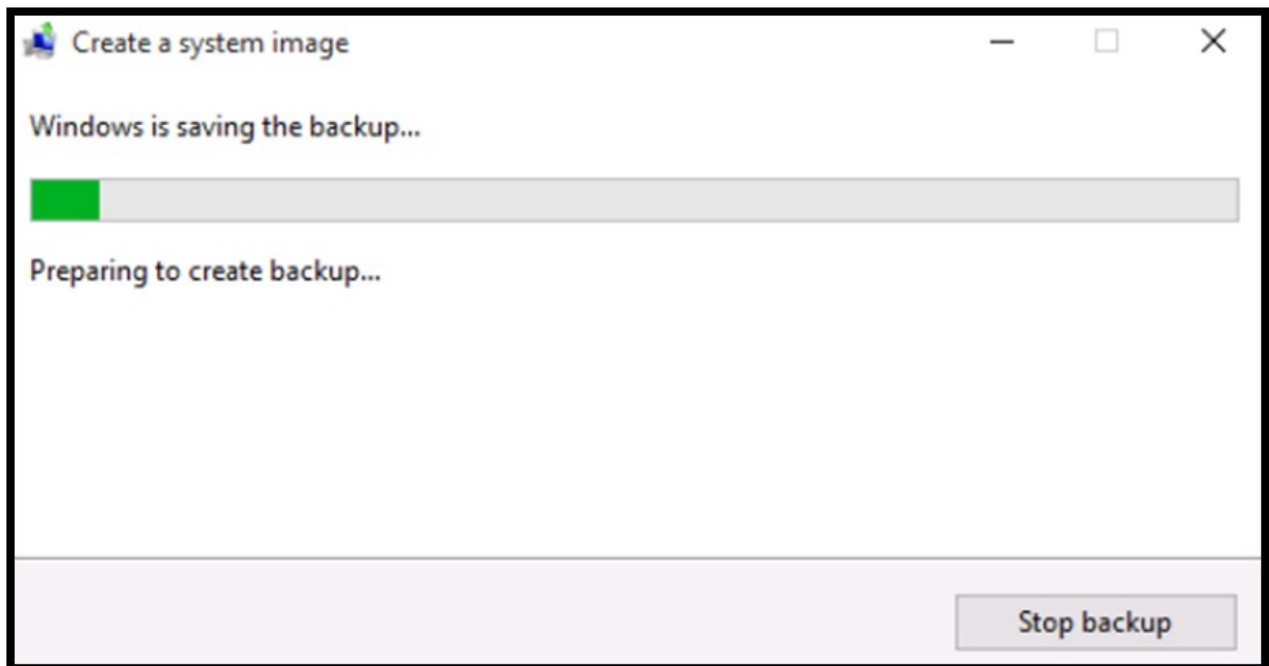 Create a system image
Windows is saving the backup...
Preparing to create backup...
Stop backup